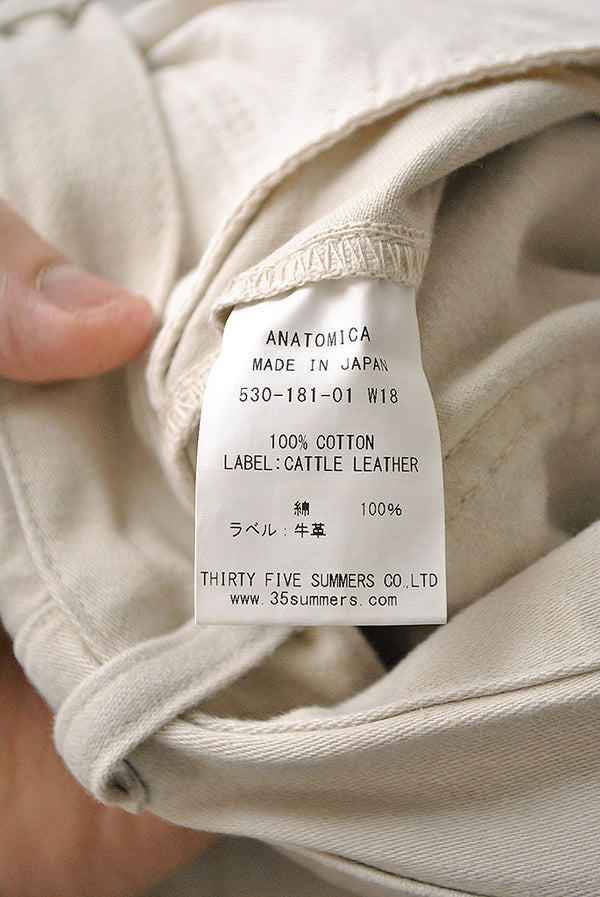 ANATOMICA
MADE IN JAPAN
530-181-01 W18
100% COTTON
LABEL:CATTLE LEATHER
綿 100%
ラベル:牛革
THIRTY FIVE SUMMERS CO.,LTD
www.35summers.com